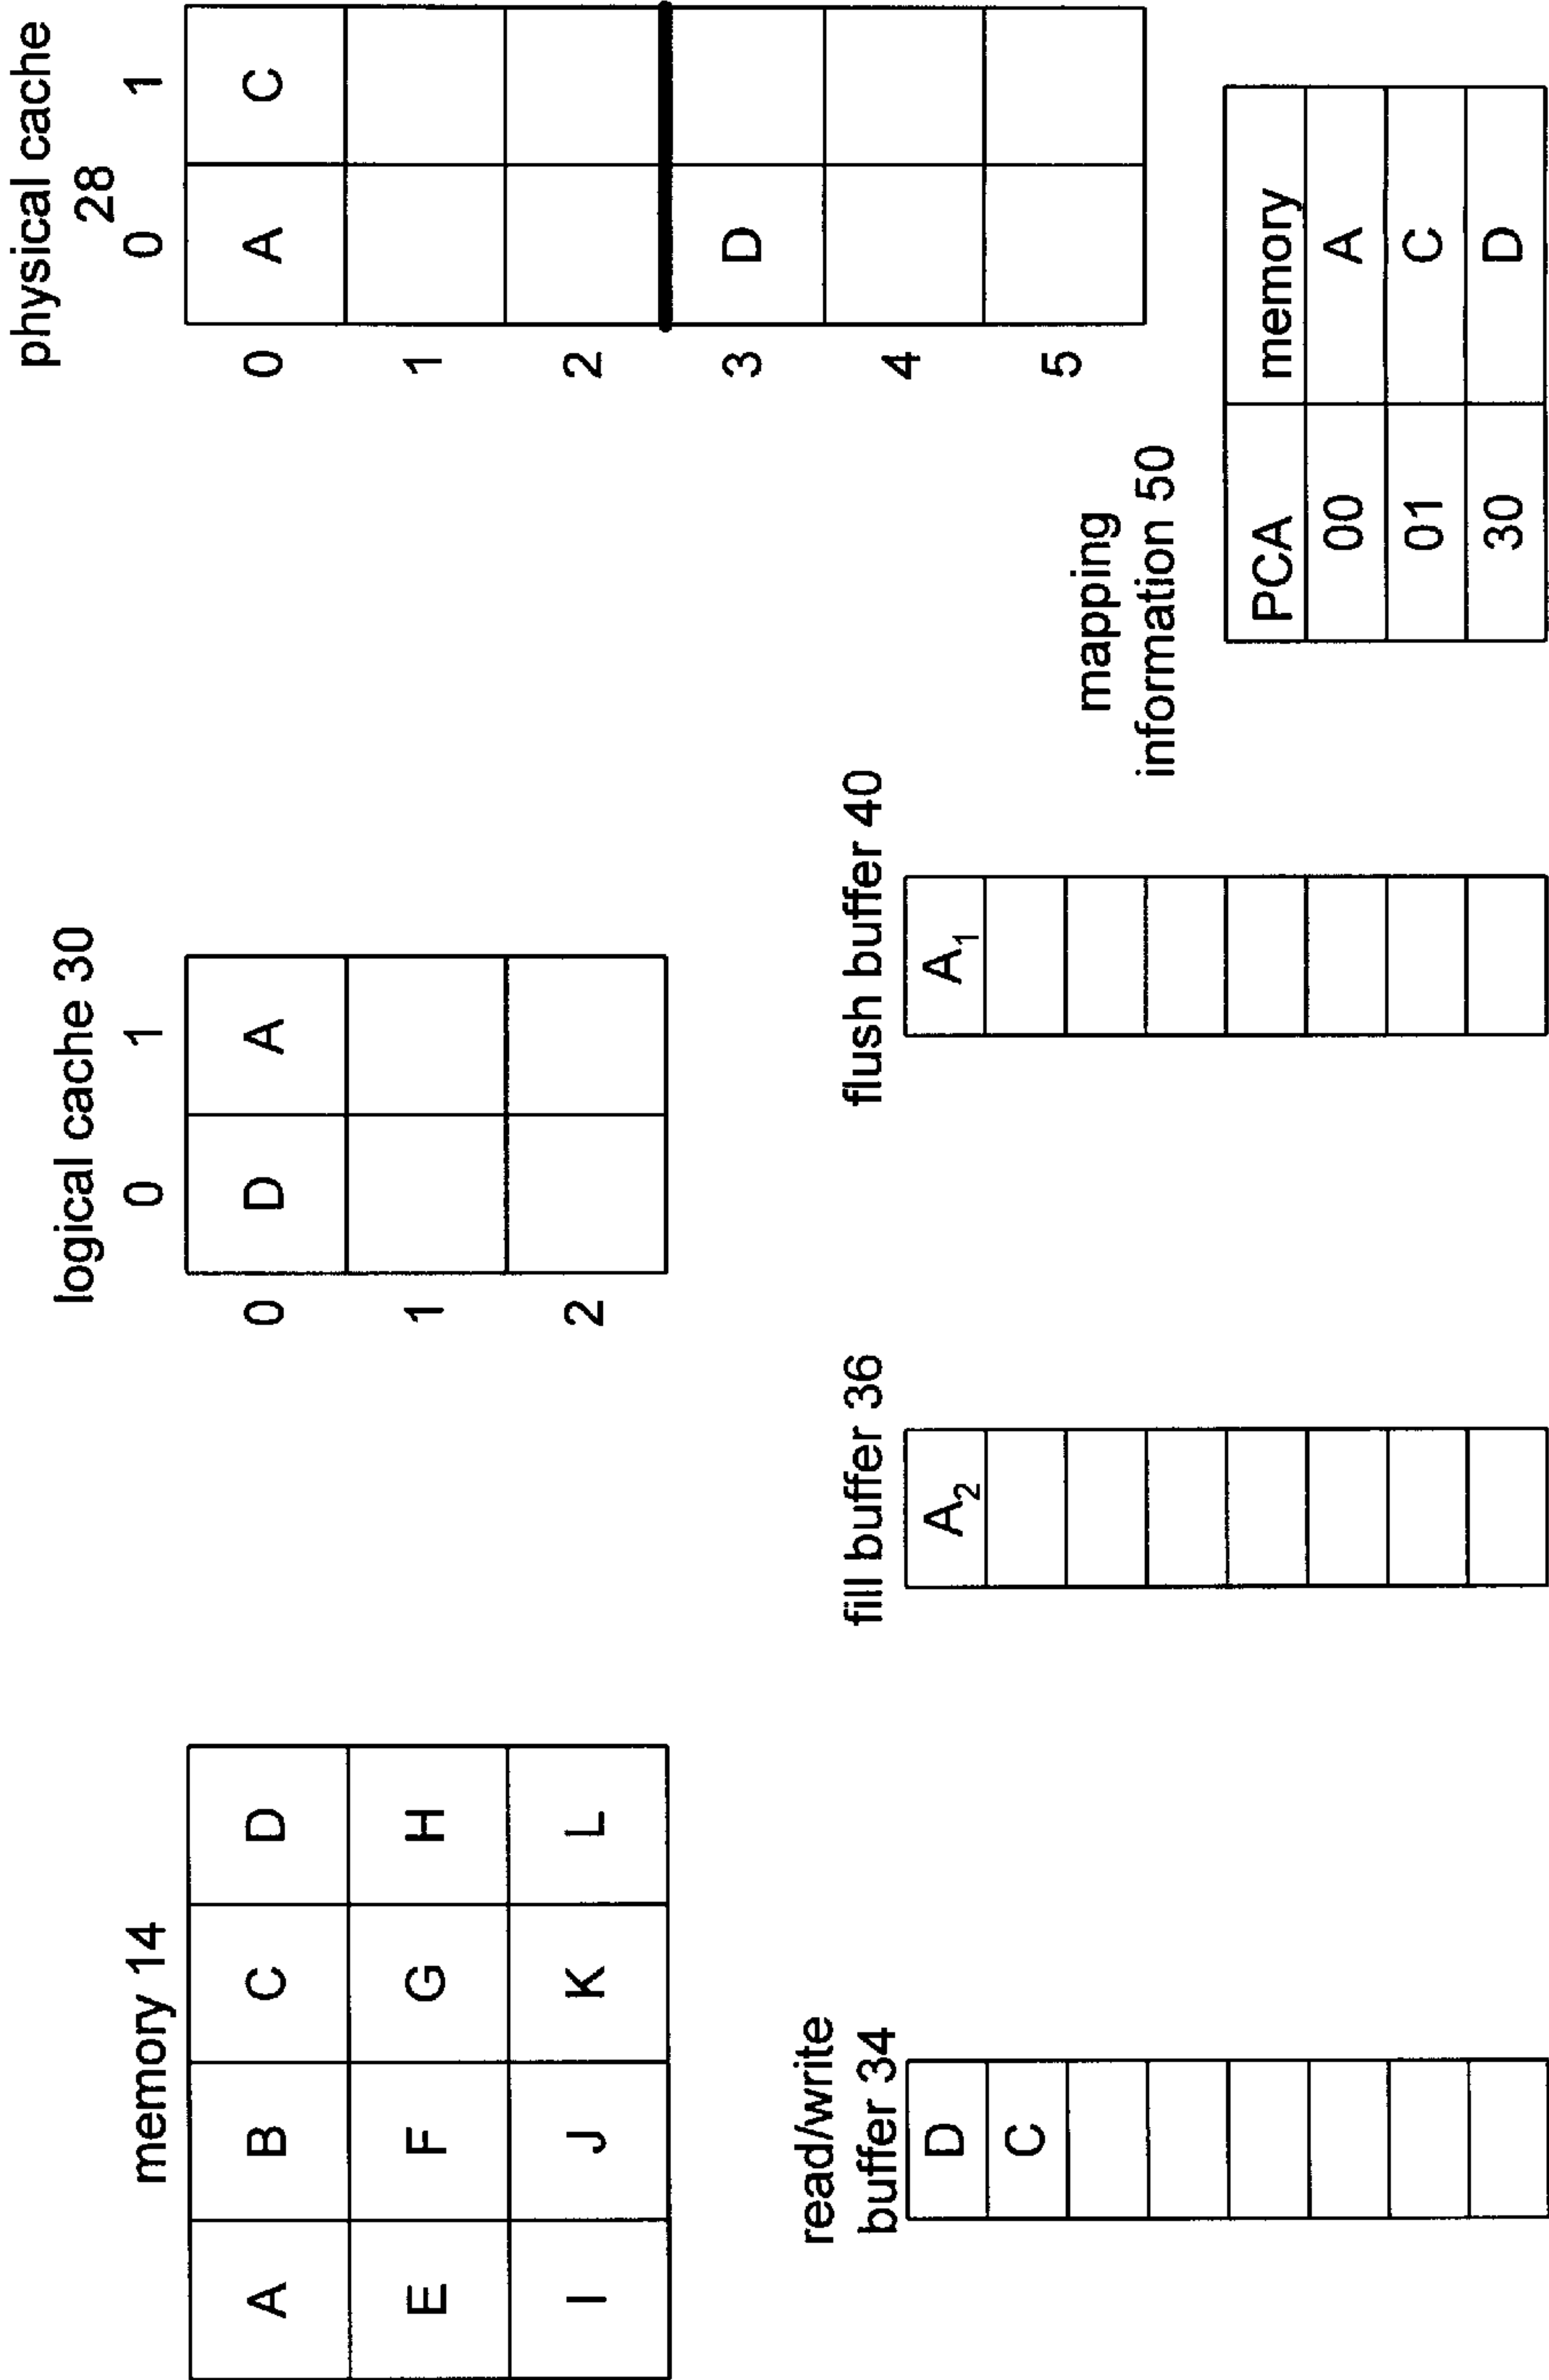 memory 14
A B C D
E F G H
I J K L
logical cache 30
0 1
0 D A
1
2
physical cache
28
0 1
0 A C
1
2
3 D
4
5
read/write
buffer 34
D
C
fill buffer 36
A₂
flush buffer 40
A₁
mapping
information 50
PCA memory
00 A
01 C
30 D